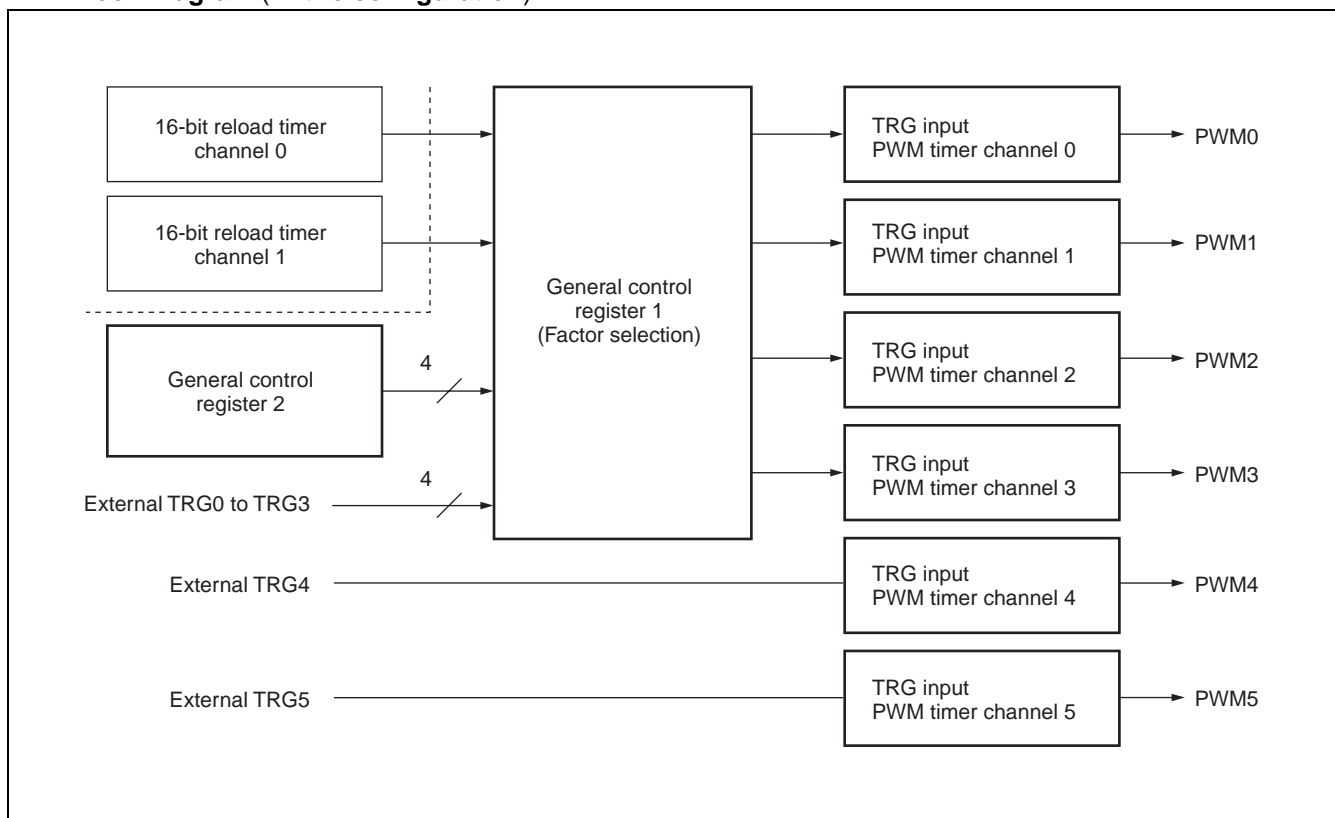 16-bit reload timer
channel 0
16-bit reload timer
channel 1
General control
register 2
4
External TRG0 to TRG3
4
External TRG4
External TRG5
General control
register 1
(Factor selection)
TRG input
PWM timer channel 0
PWM0
TRG input
PWM timer channel 1
PWM1
TRG input
PWM timer channel 2
PWM2
TRG input
PWM timer channel 3
PWM3
TRG input
PWM timer channel 4
PWM4
TRG input
PWM timer channel 5
PWM5